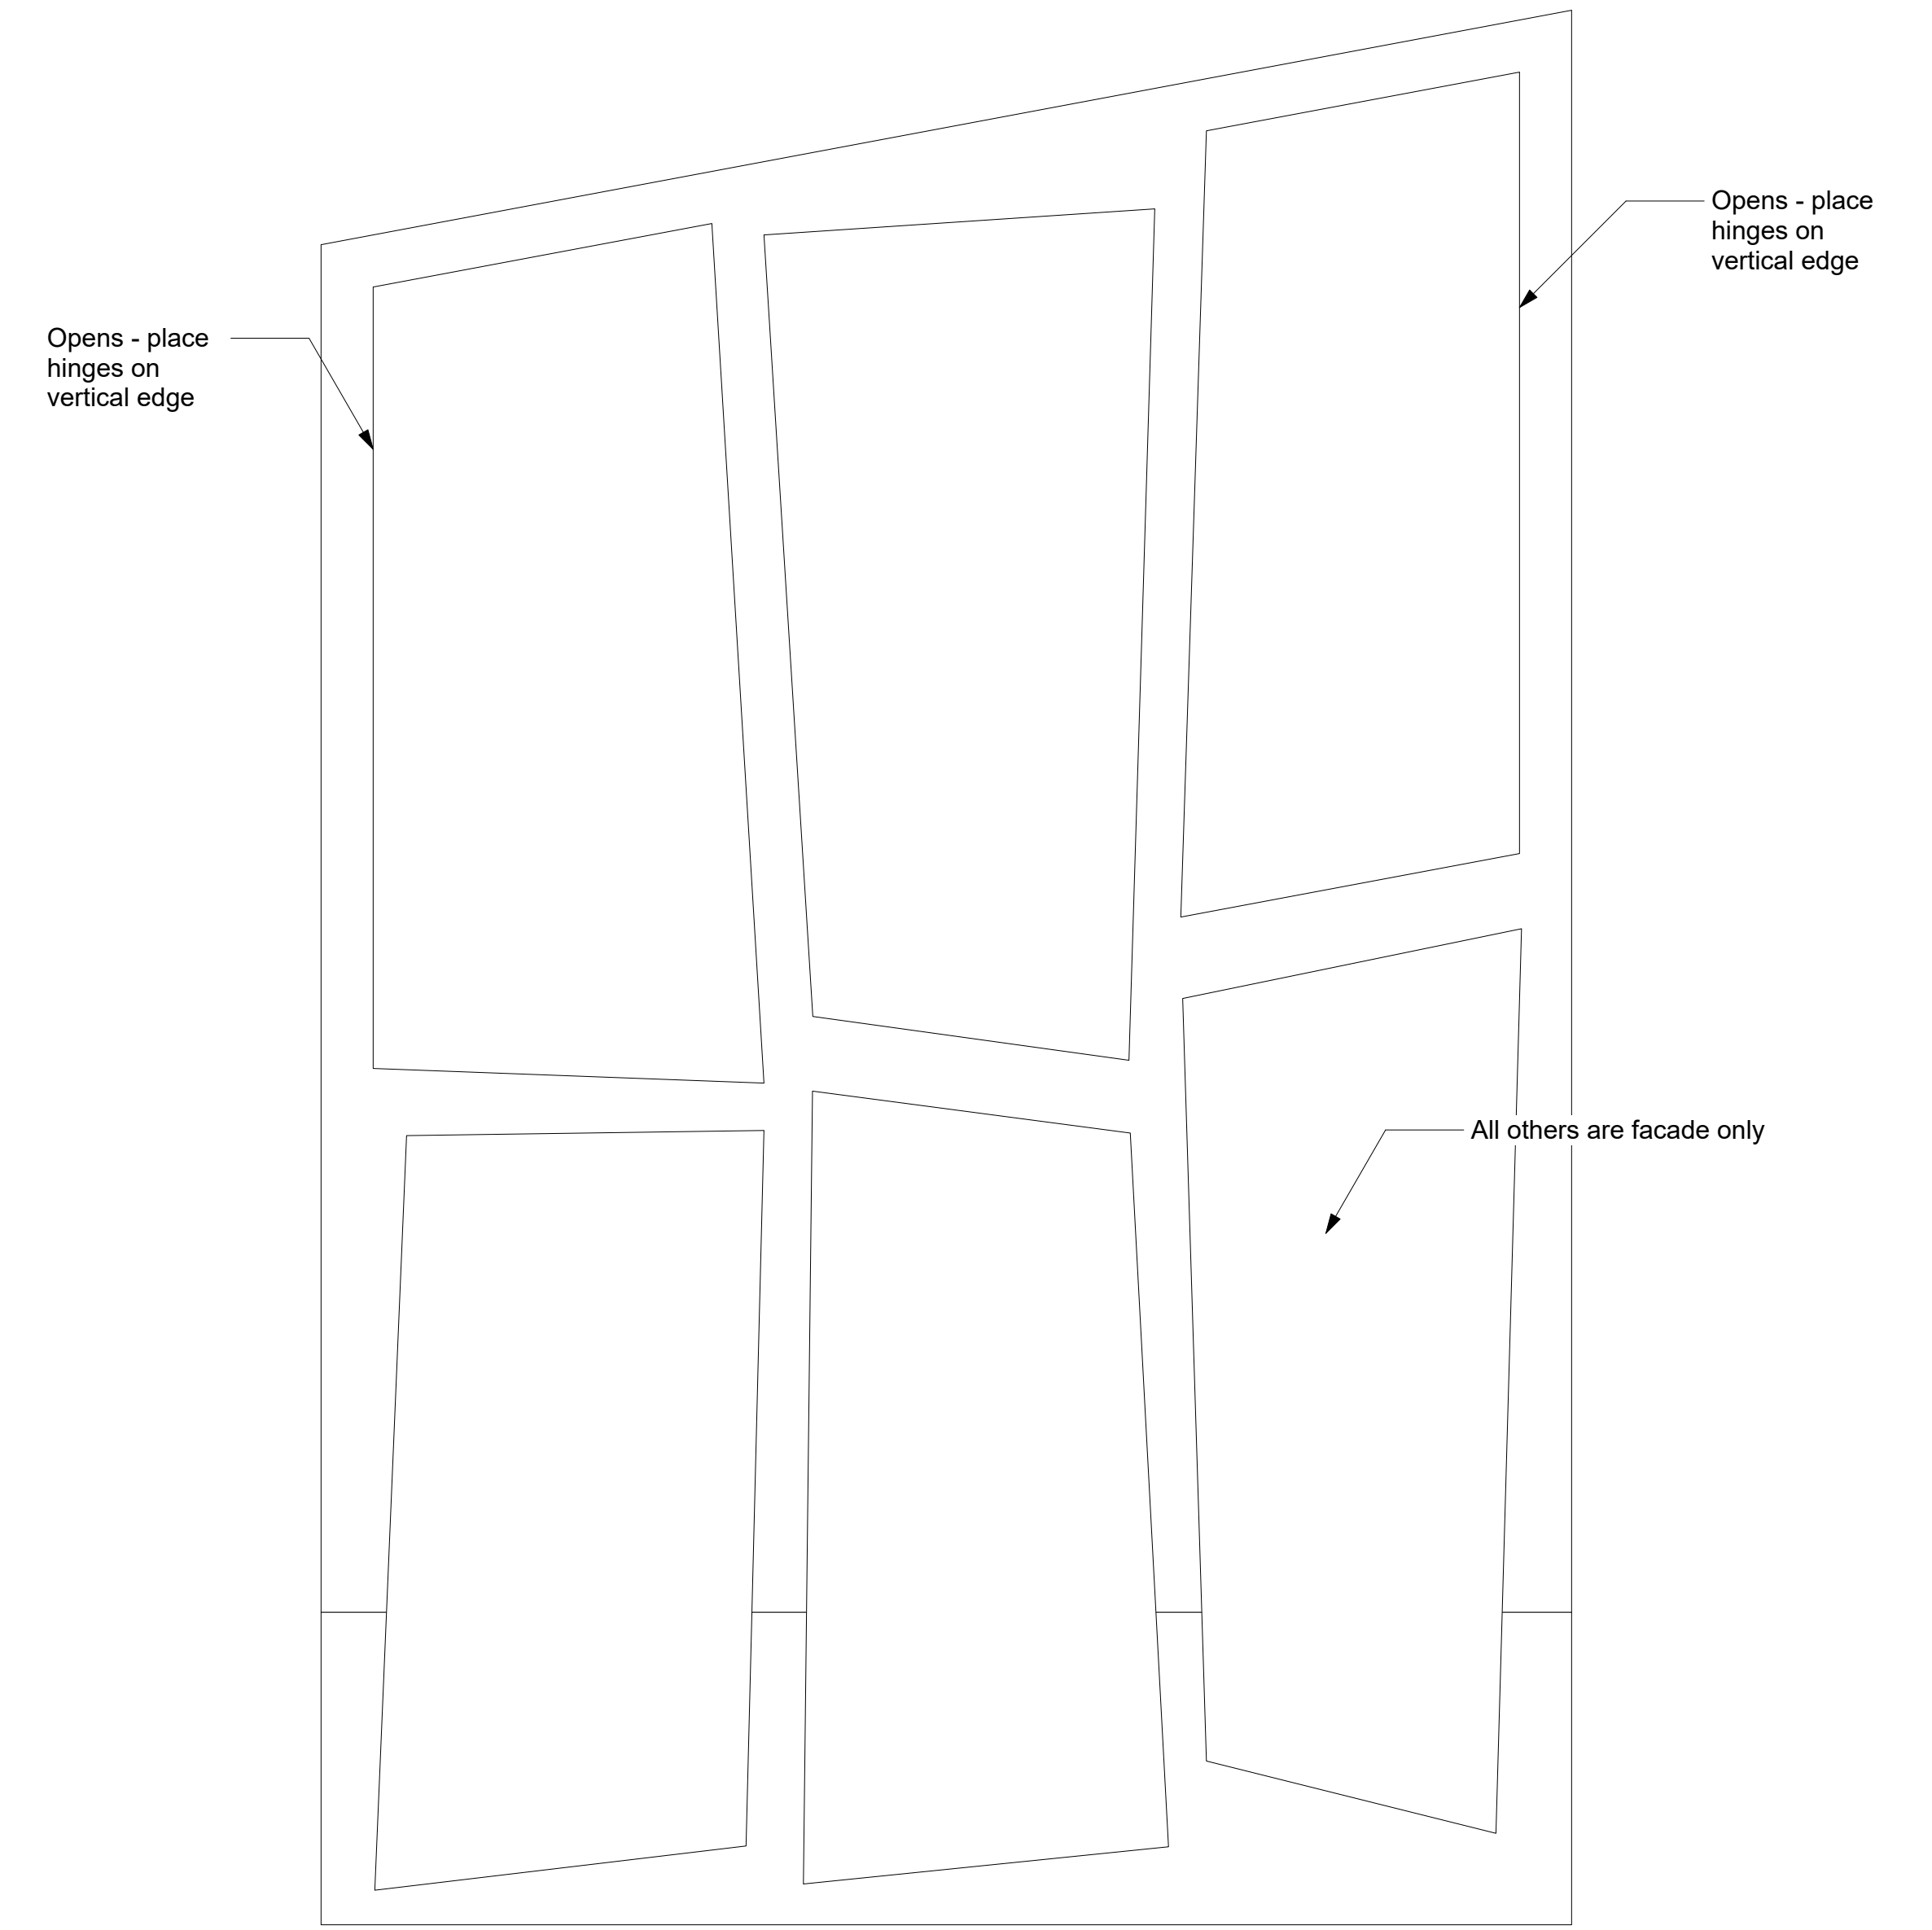 Opens - place
hinges on
vertical edge
Opens - place
hinges on
vertical edge
All others are facade only